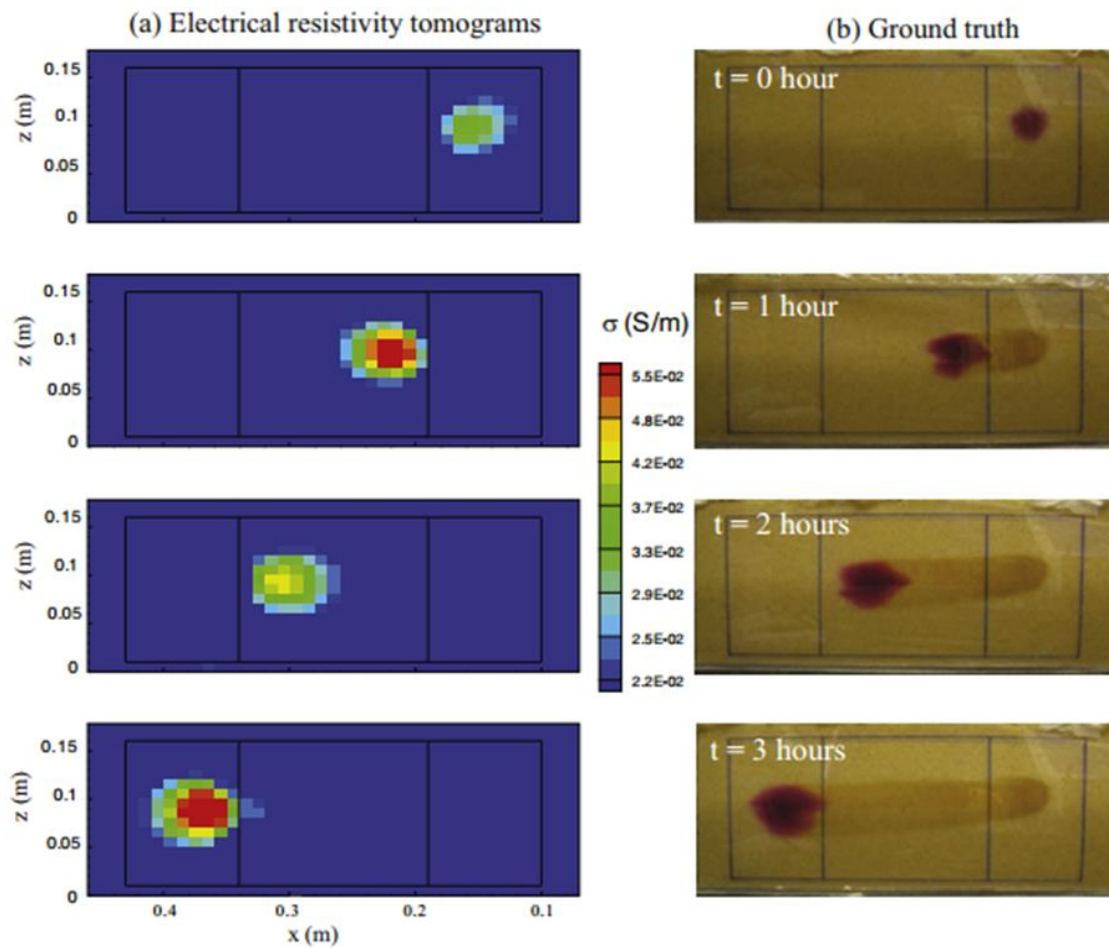 (a) Electrical resistivity tomograms
(b) Ground truth
z (m)
0.15
0.1
0.05
0
t = 0 hour
z (m)
0.15
0.1
0.05
0
t = 1 hour
σ (S/m)
5.5E-02
4.8E-02
4.2E-02
3.7E-02
3.3E-02
2.9E-02
2.5E-02
2.2E-02
z (m)
0.15
0.1
0.05
0
t = 2 hours
z (m)
0.15
0.1
0.05
0
t = 3 hours
0.4 0.3 0.2 0.1
x (m)